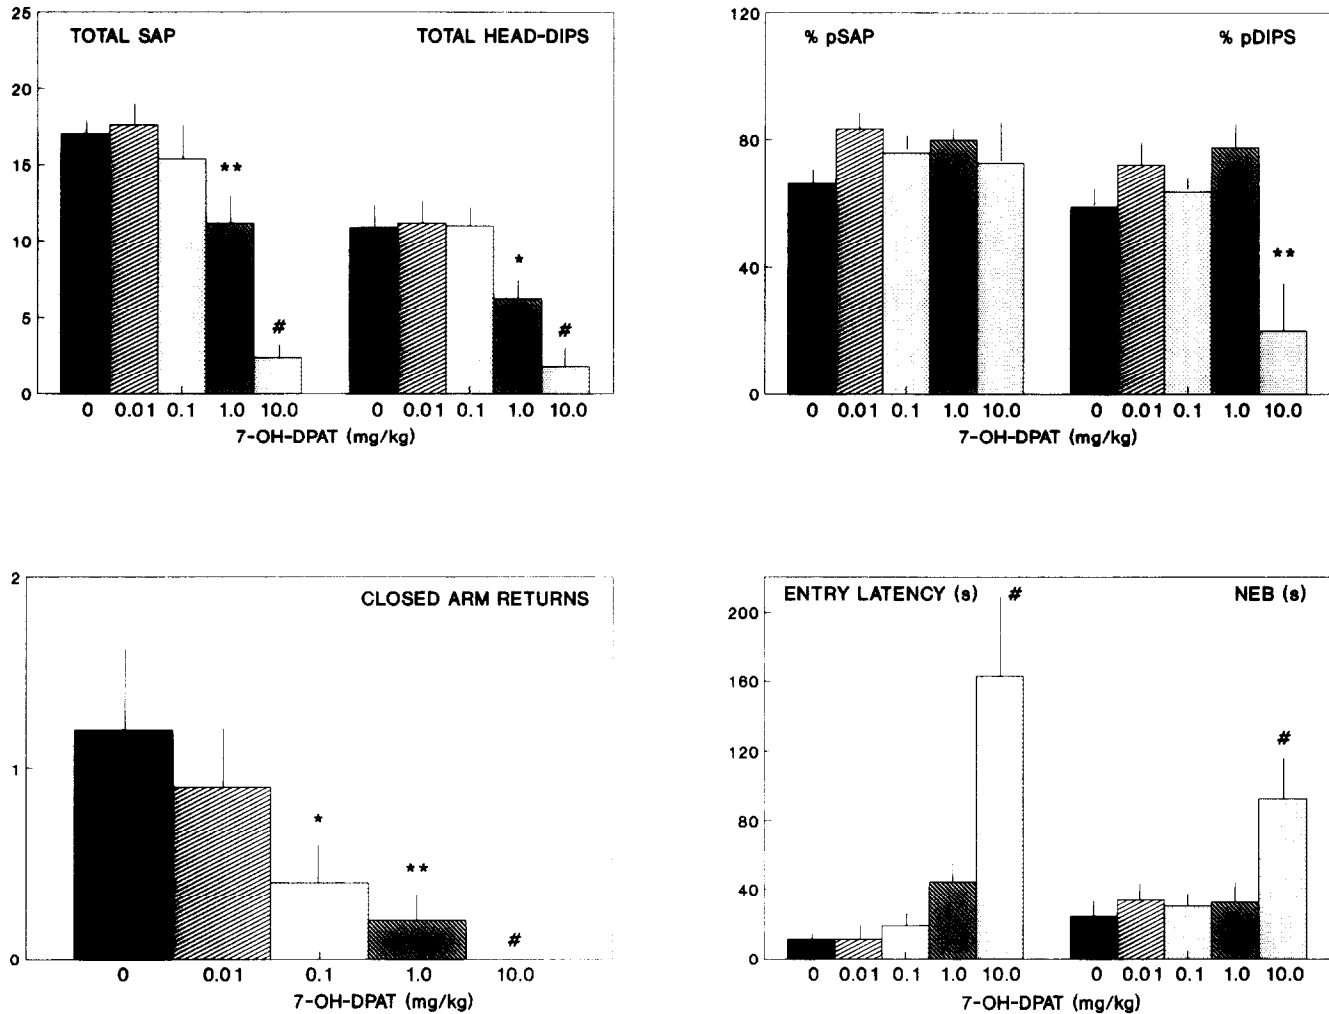 25
20
15
10
5
0
TOTAL SAP TOTAL HEAD-DIPS
**
#
*
#
0 0.01 0.1 1.0 10.0 0 0.01 0.1 1.0 10.0
7-OH-DPAT (mg/kg)
120
80
40
0
% pSAP % pDIPS
**
0 0.01 0.1 1.0 10.0 0 0.01 0.1 1.0 10.0
7-OH-DPAT (mg/kg)
2
1
0
CLOSED ARM RETURNS
*
**
#
0 0.01 0.1 1.0 10.0
7-OH-DPAT (mg/kg)
200
160
120
80
40
0
ENTRY LATENCY (s) # NEB (s)
#
0 0.01 0.1 1.0 10.0 0 0.01 0.1 1.0 10.0
7-OH-DPAT (mg/kg)